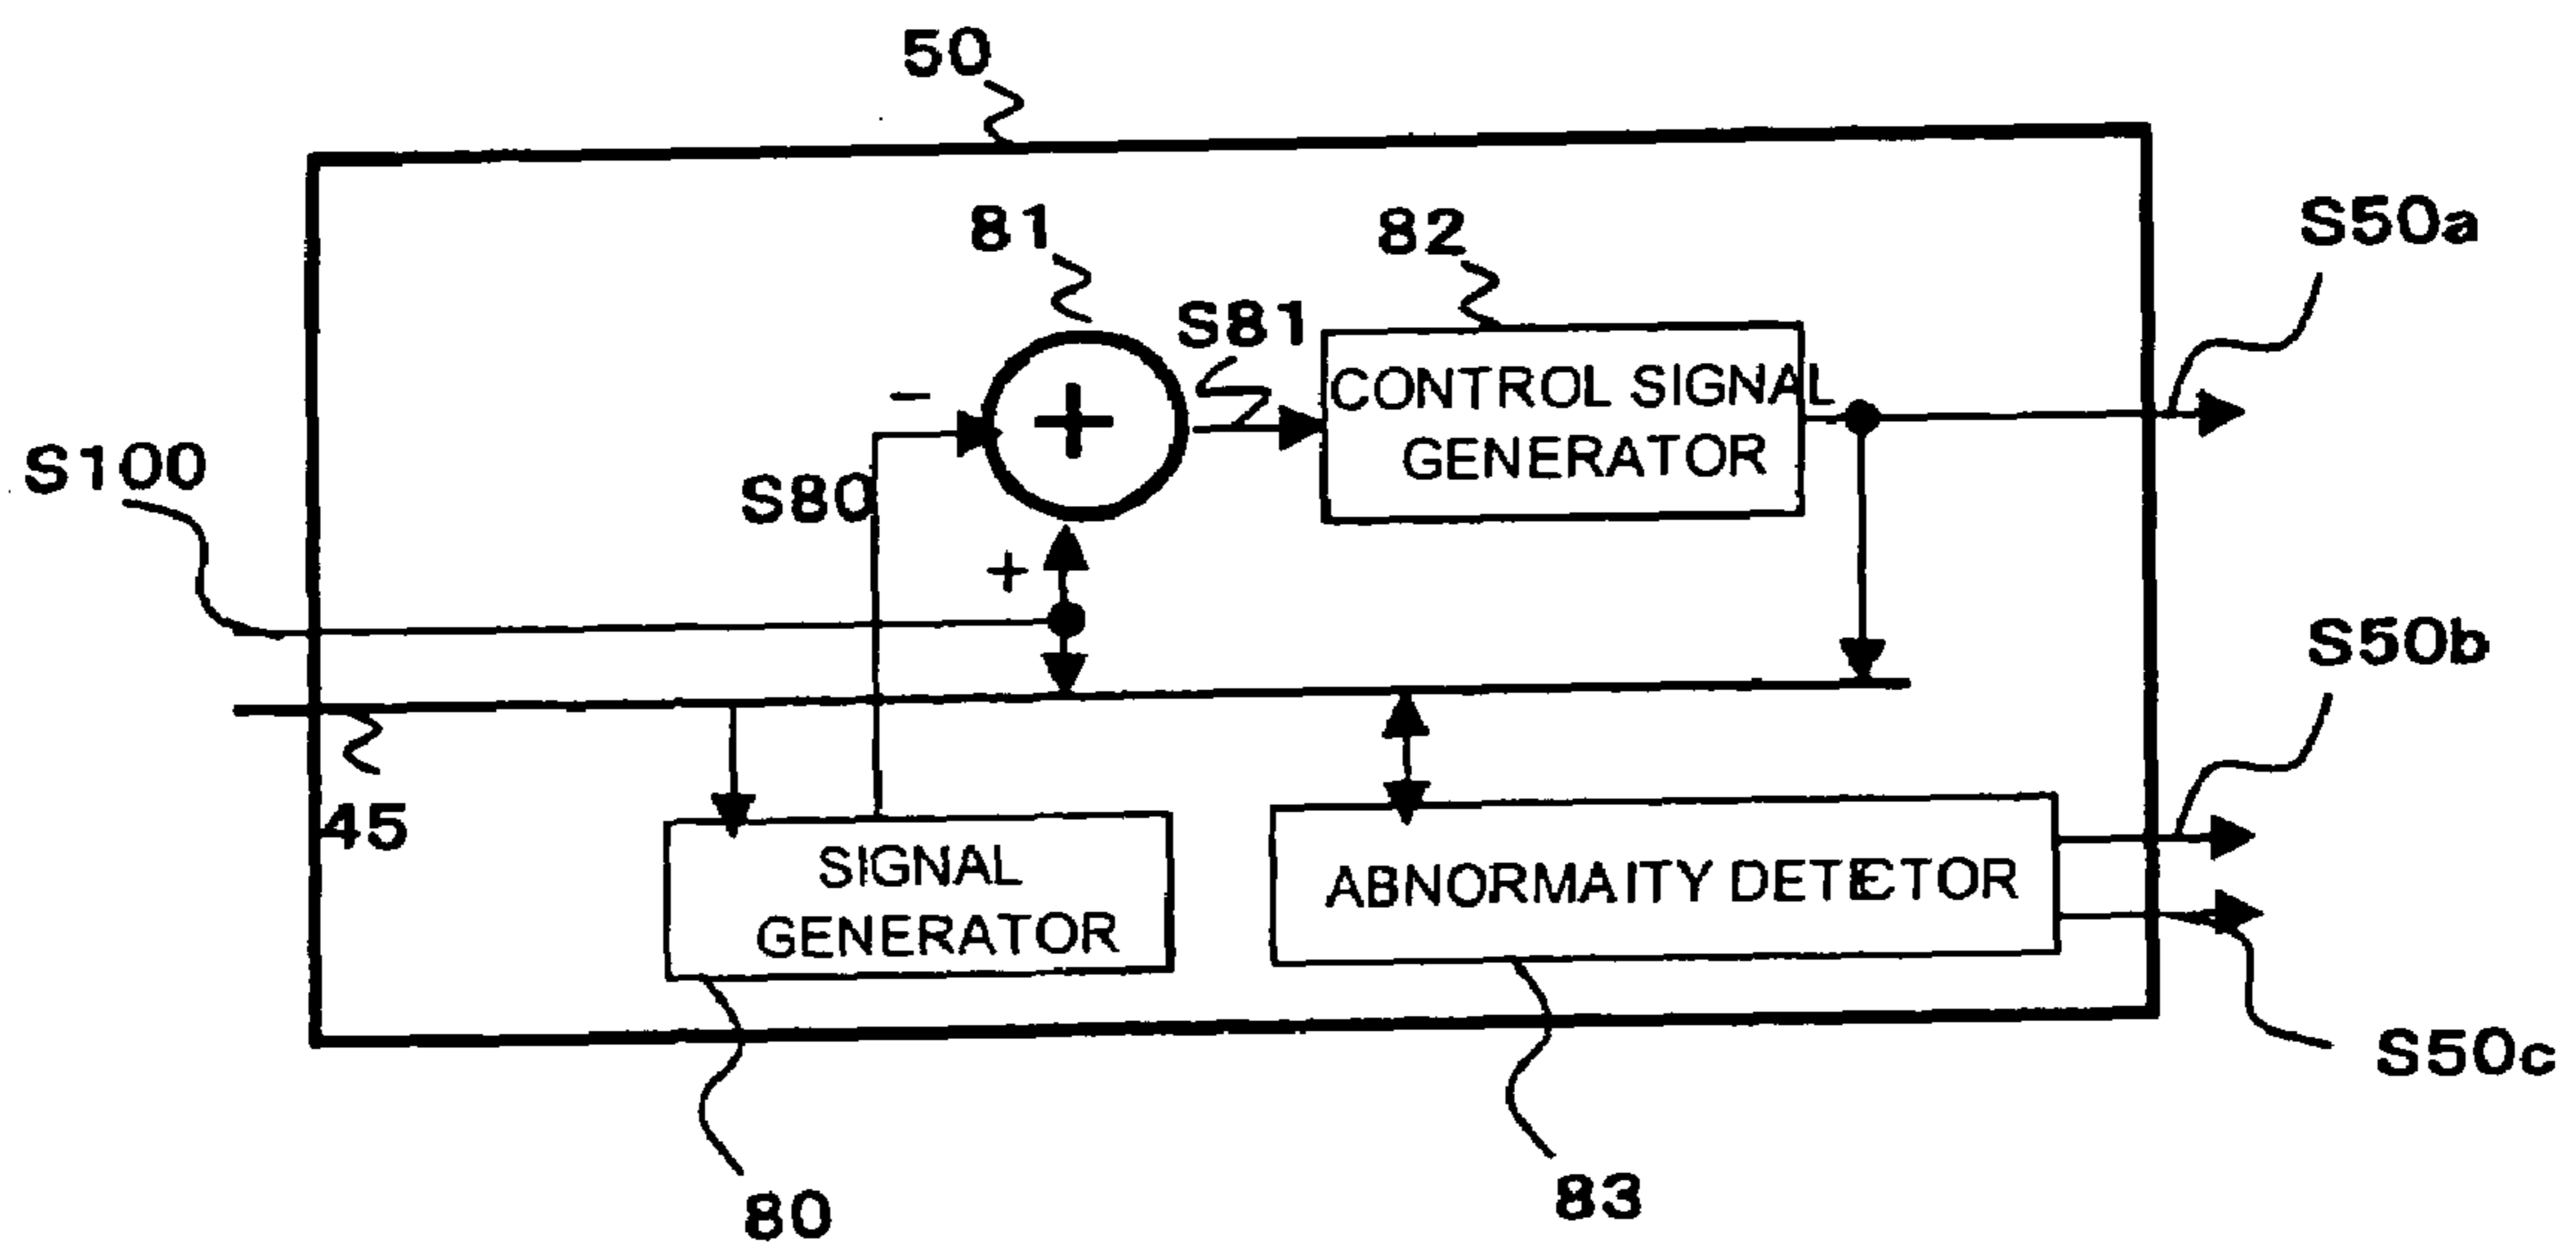 50
81
82
S50a
S81
CONTROL SIGNAL
GENERATOR
−
+
S100
S80
+
S50b
45
SIGNAL
GENERATOR
ABNORMAITY DETECTOR
S50c
80
83